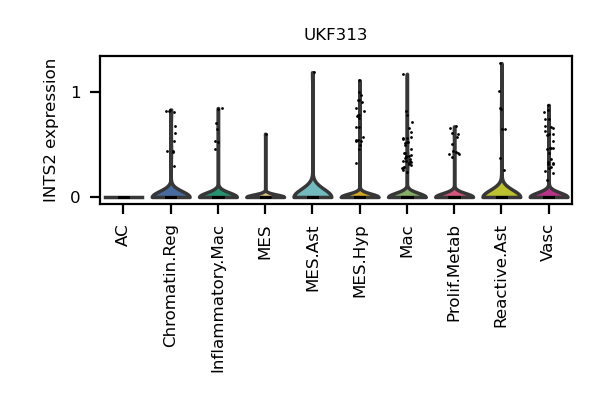 UKF313
INTS2 expression
1
0
AC
Chromatin.Reg
Inflammatory.Mac
MES
MES.Ast
MES.Hyp
Mac
Prolif.Metab
Reactive.Ast
Vasc